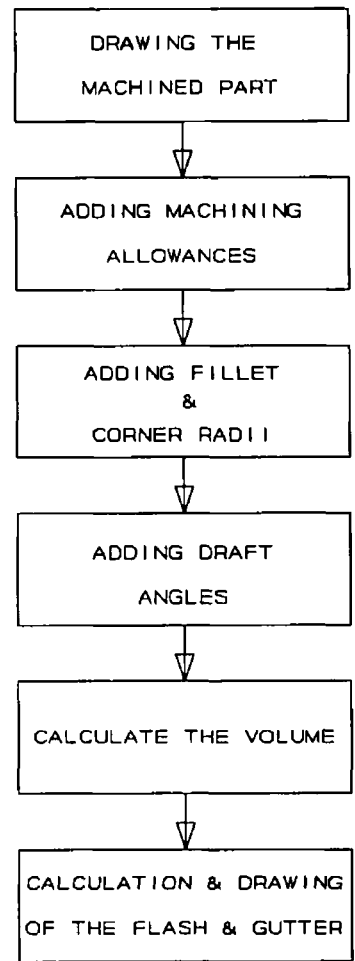 DRAWING THE
MACHINED PART
ADDING MACHINING
ALLOWANCES
ADDING FILLET
&
CORNER RADII
ADDING DRAFT
ANGLES
CALCULATE THE VOLUME
CALCULATION & DRAWING
OF THE FLASH & GUTTER